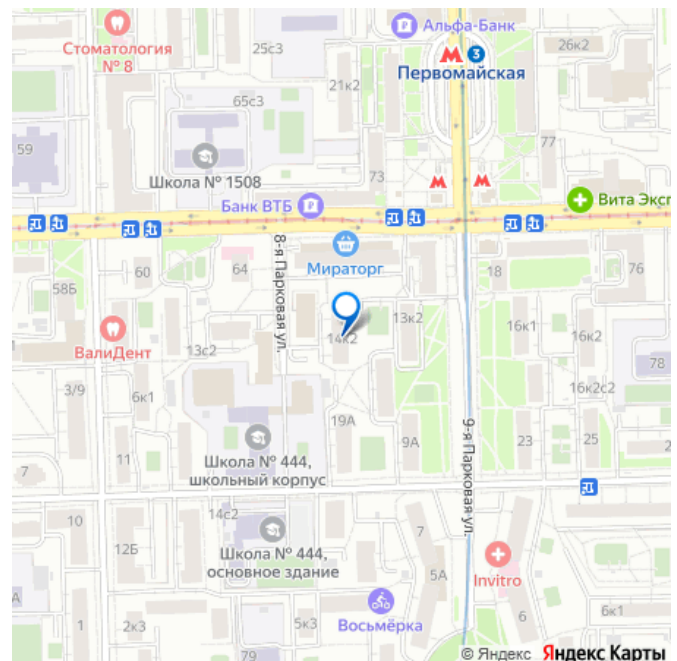 Стоматология
№ 8
25с3
Альфа-Банк
М 3
Первомайская
26к2
21к2
65с3
59
Школа № 1508
73
77
М
М
Банк ВТБ
Вита Эксп
Мираторг
60
64
58Б
8-я Парковая ул.
18
76
ВалиДент
13с2
14к2
13к2
16к1
78
3/9
6к1
16к2с2
19А
9А
23
25
2
7
11
Школа № 444,
школьный корпус
9-я Парковая ул.
10
12Б
14с2
Школа № 444,
основное здание
7
5А
Invitro
А
1
2к3
79
Восьмёрка
6
6к1
© Яндекс Яндекс Карты